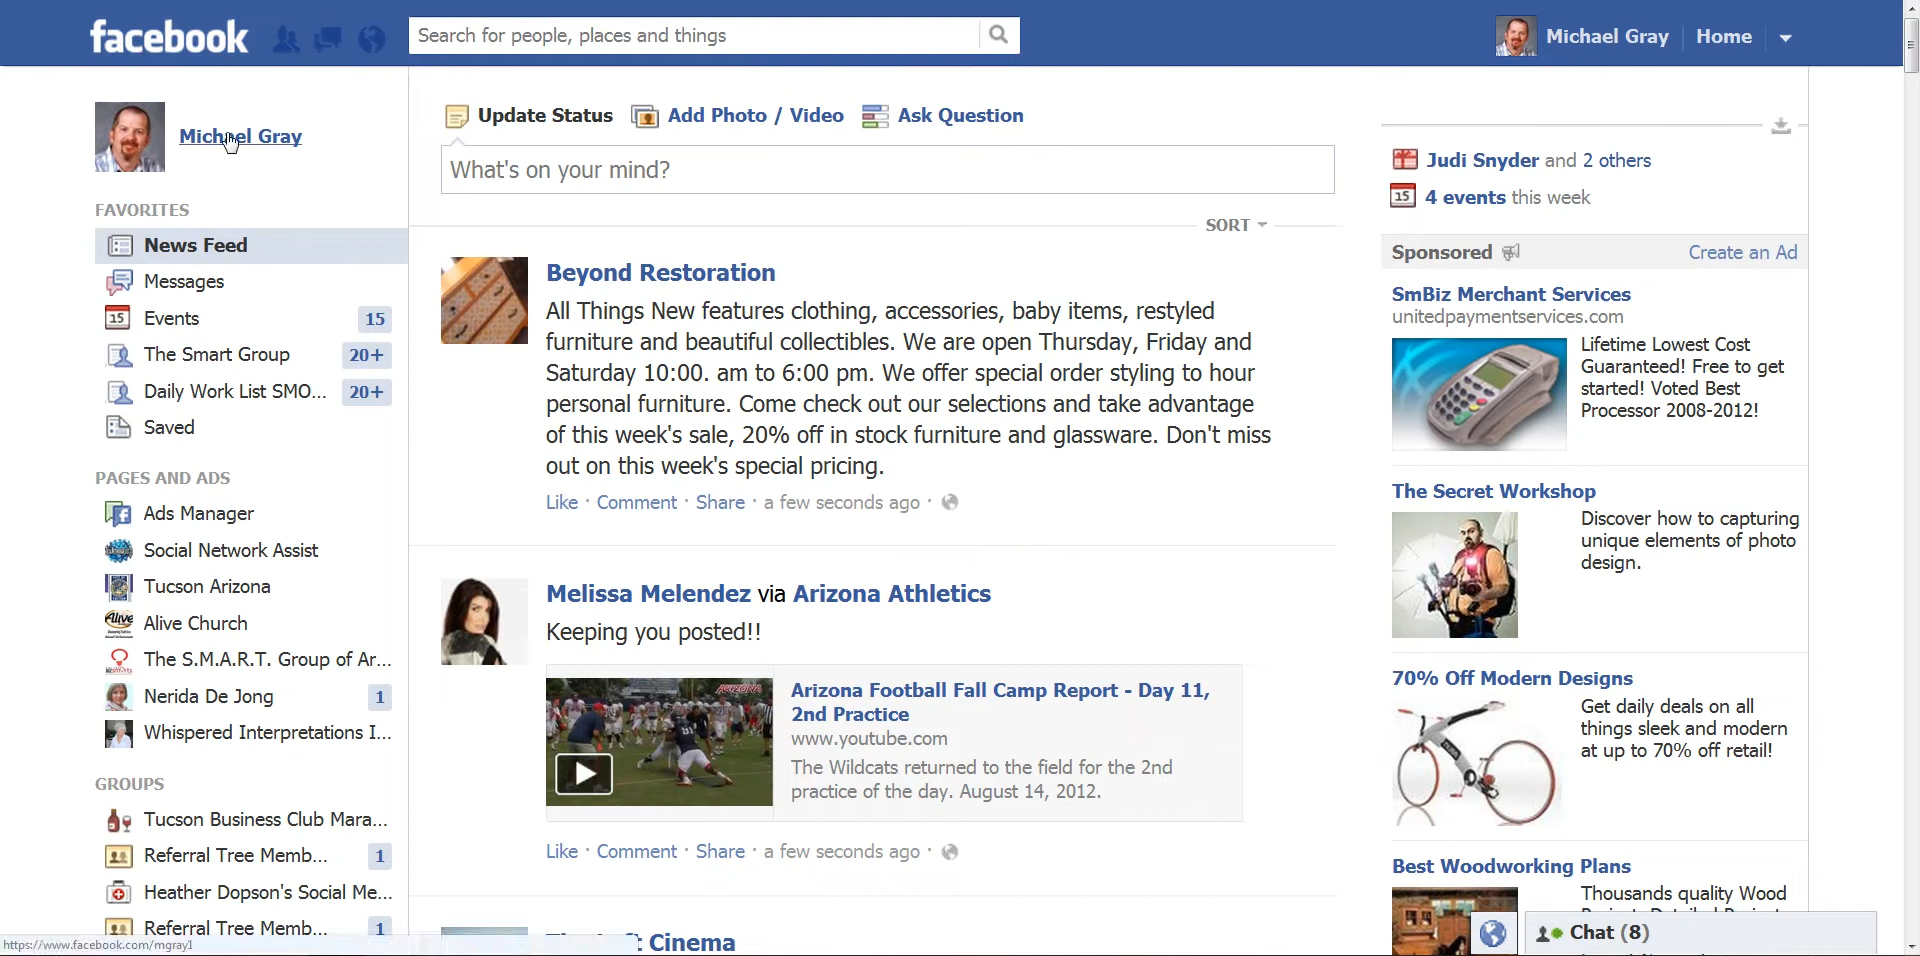 facebook
Search for people, places and things
Michael Gray
Home
Michael Gray
FAVORITES
News Feed
Messages
15
Events
15
The Smart Group
20+
Daily Work List SMO...
20+
Saved
PAGES AND ADS
Ads Manager
Social Network Assist
Tucson Arizona
Alive
Alive Church
The S.M.A.R.T. Group of Ar...
Nerida De Jong
1
Whispered Interpretations I...
GROUPS
Tucson Business Club Mara...
Referral Tree Memb...
1
Heather Dopson's Social Me...
Referral Tree Memb...
1
https://www.facebook.com/mgray1
Update Status
Add Photo / Video
Ask Question
What's on your mind?
SORT
Beyond Restoration
All Things New features clothing, accessories, baby items, restyled
furniture and beautiful collectibles. We are open Thursday, Friday and
Saturday 10:00. am to 6:00 pm. We offer special order styling to hour
personal furniture. Come check out our selections and take advantage
of this week's sale, 20% off in stock furniture and glassware. Don't miss
out on this week's special pricing.
Like · Comment · Share · a few seconds ago ·
Melissa Melendez via Arizona Athletics
Keeping you posted!!
ARIZONA
Arizona Football Fall Camp Report - Day 11,
2nd Practice
www.youtube.com
The Wildcats returned to the field for the 2nd
practice of the day. August 14, 2012.
Like · Comment · Share · a few seconds ago ·
Cinema
Judi Snyder and 2 others
15
4 events this week
Sponsored
Create an Ad
SmBiz Merchant Services
unitedpaymentservices.com
Lifetime Lowest Cost
Guaranteed! Free to get
started! Voted Best
Processor 2008-2012!
The Secret Workshop
Discover how to capturing
unique elements of photo
design.
70% Off Modern Designs
Get daily deals on all
things sleek and modern
at up to 70% off retail!
Best Woodworking Plans
Thousands quality Wood
Chat (8)